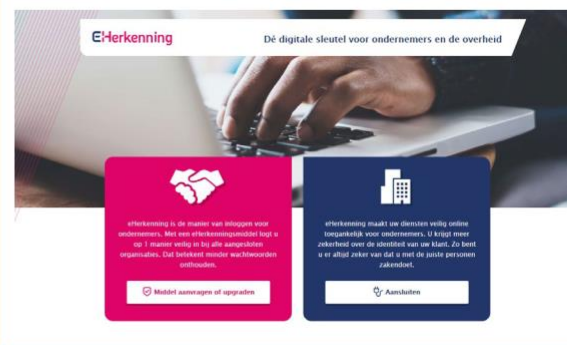 eHerkenning
Dé digitale sleutel voor ondernemers en de overheid
eHerkenning is de manier van inloggen voor
ondernemers. Met een eHerkenningsmiddel logt u
op 1 manier veilig in bij alle aangesloten
organisaties. Dat betekent minder wachtwoorden
onthouden.
Middel aanvragen of upgraden
eHerkenning maakt uw diensten veilig online
toegankelijk voor ondernemers. U krijgt meer
zekerheid over de identiteit van uw klant. Zo bent
u er altijd zeker van dat u met de juiste personen
zakendoet.
Aansluiten